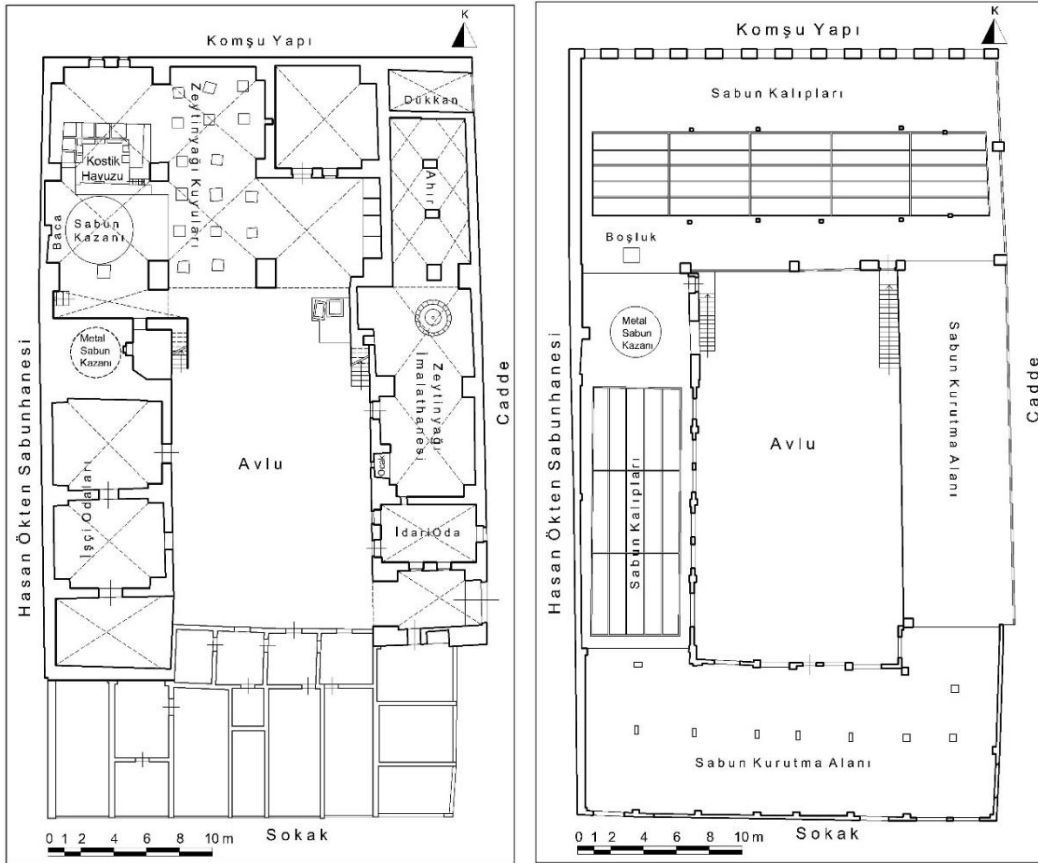 K
Komşu Yapı
Dükkan
Zeytinyağı Kuyuları
Kostik
Havuzu
Ahır
Baca
Sabun
Kazanı
Metal
Sabun
Kazanı
Hasan Ökten Sabunhanesi
Zeytinyağı
İmalathanesi
Cadde
Avlu
Ocak
İşçi Odaları
İdari Oda
0 1 2 4 6 8 10 m
Sokak
K
Komşu Yapı
Sabun Kalıpları
Boşluk
Metal
Sabun
Kazanı
Hasan Ökten Sabunhanesi
Sabun Kurutma Alanı
Cadde
Avlu
Sabun Kalıpları
Sabun Kurutma Alanı
0 1 2 4 6 8 10 m
Sokak